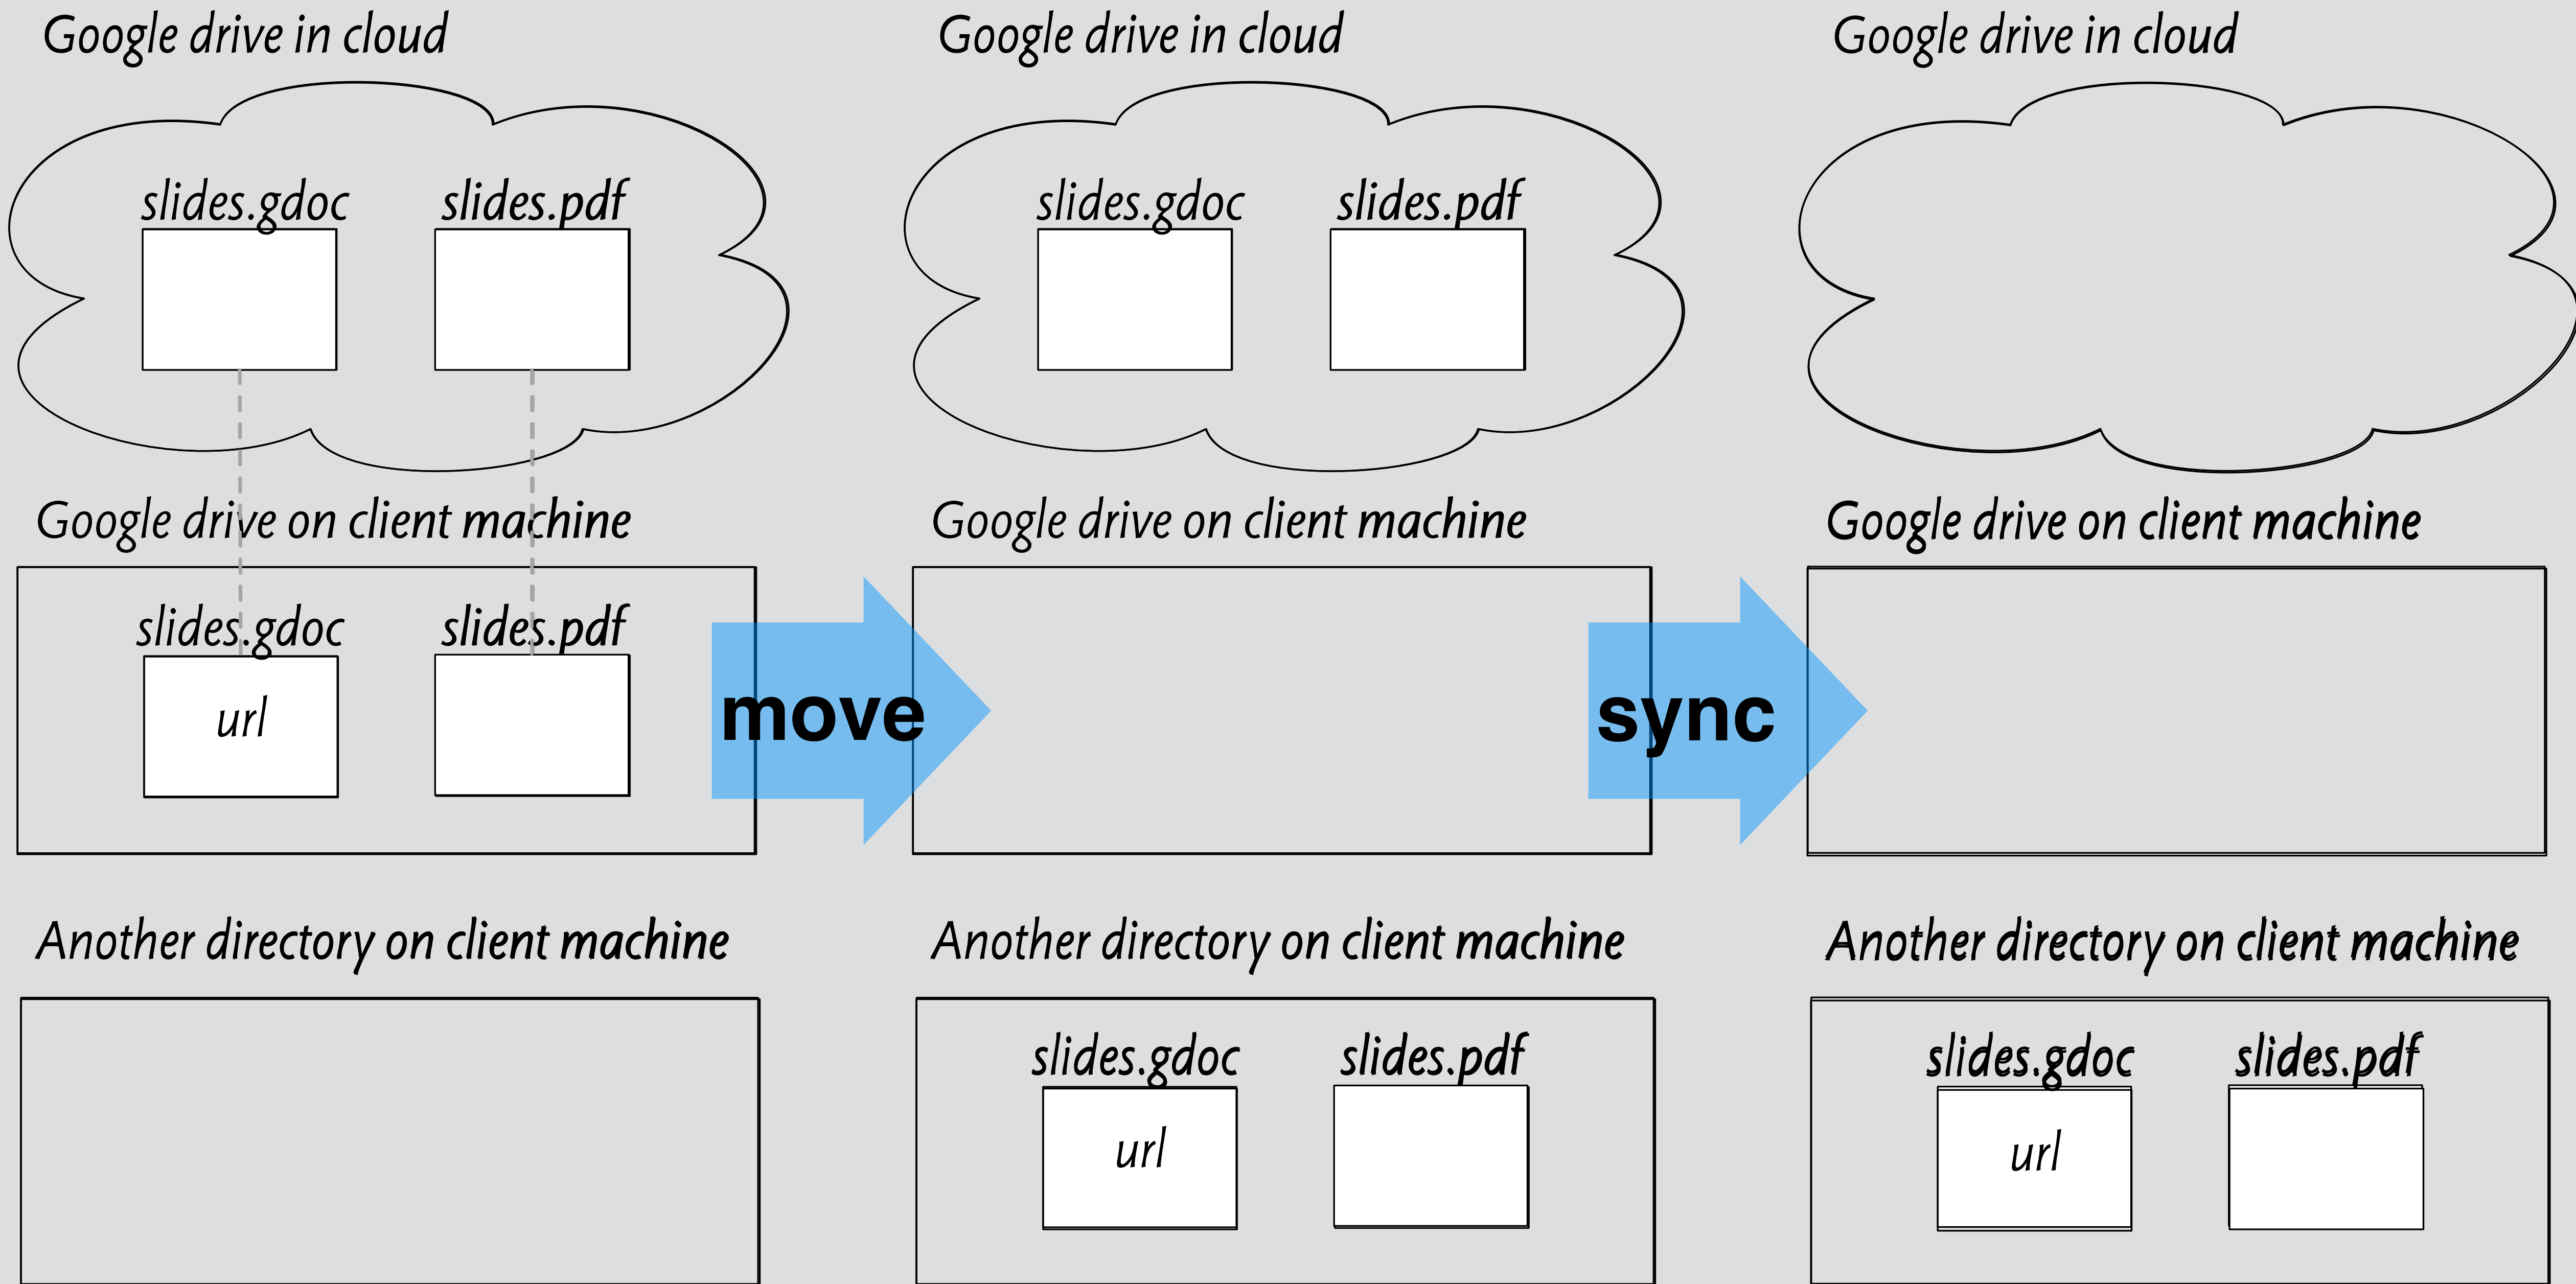 Google drive in cloud
Google drive in cloud
Google drive in cloud
slides.gdoc
slides.pdf
slides.gdoc
slides.pdf
Google drive on client machine
Google drive on client machine
Google drive on client machine
slides.gdoc
slides.pdf
url
move
sync
Another directory on client machine
Another directory on client machine
Another directory on client machine
slides.gdoc
slides.pdf
slides.gdoc
slides.pdf
url
url